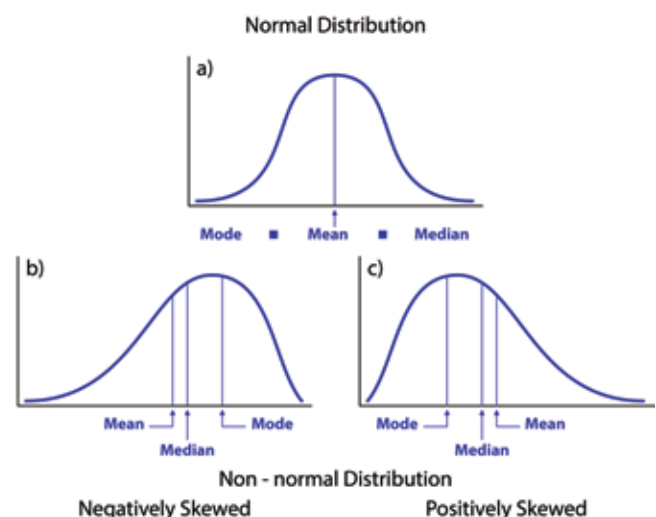 Normal Distribution
a)
Mode ■ Mean ■ Median
b)
c)
Mean
Mode
Median
Mode
Mean
Median
Non - normal Distribution
Negatively Skewed
Positively Skewed